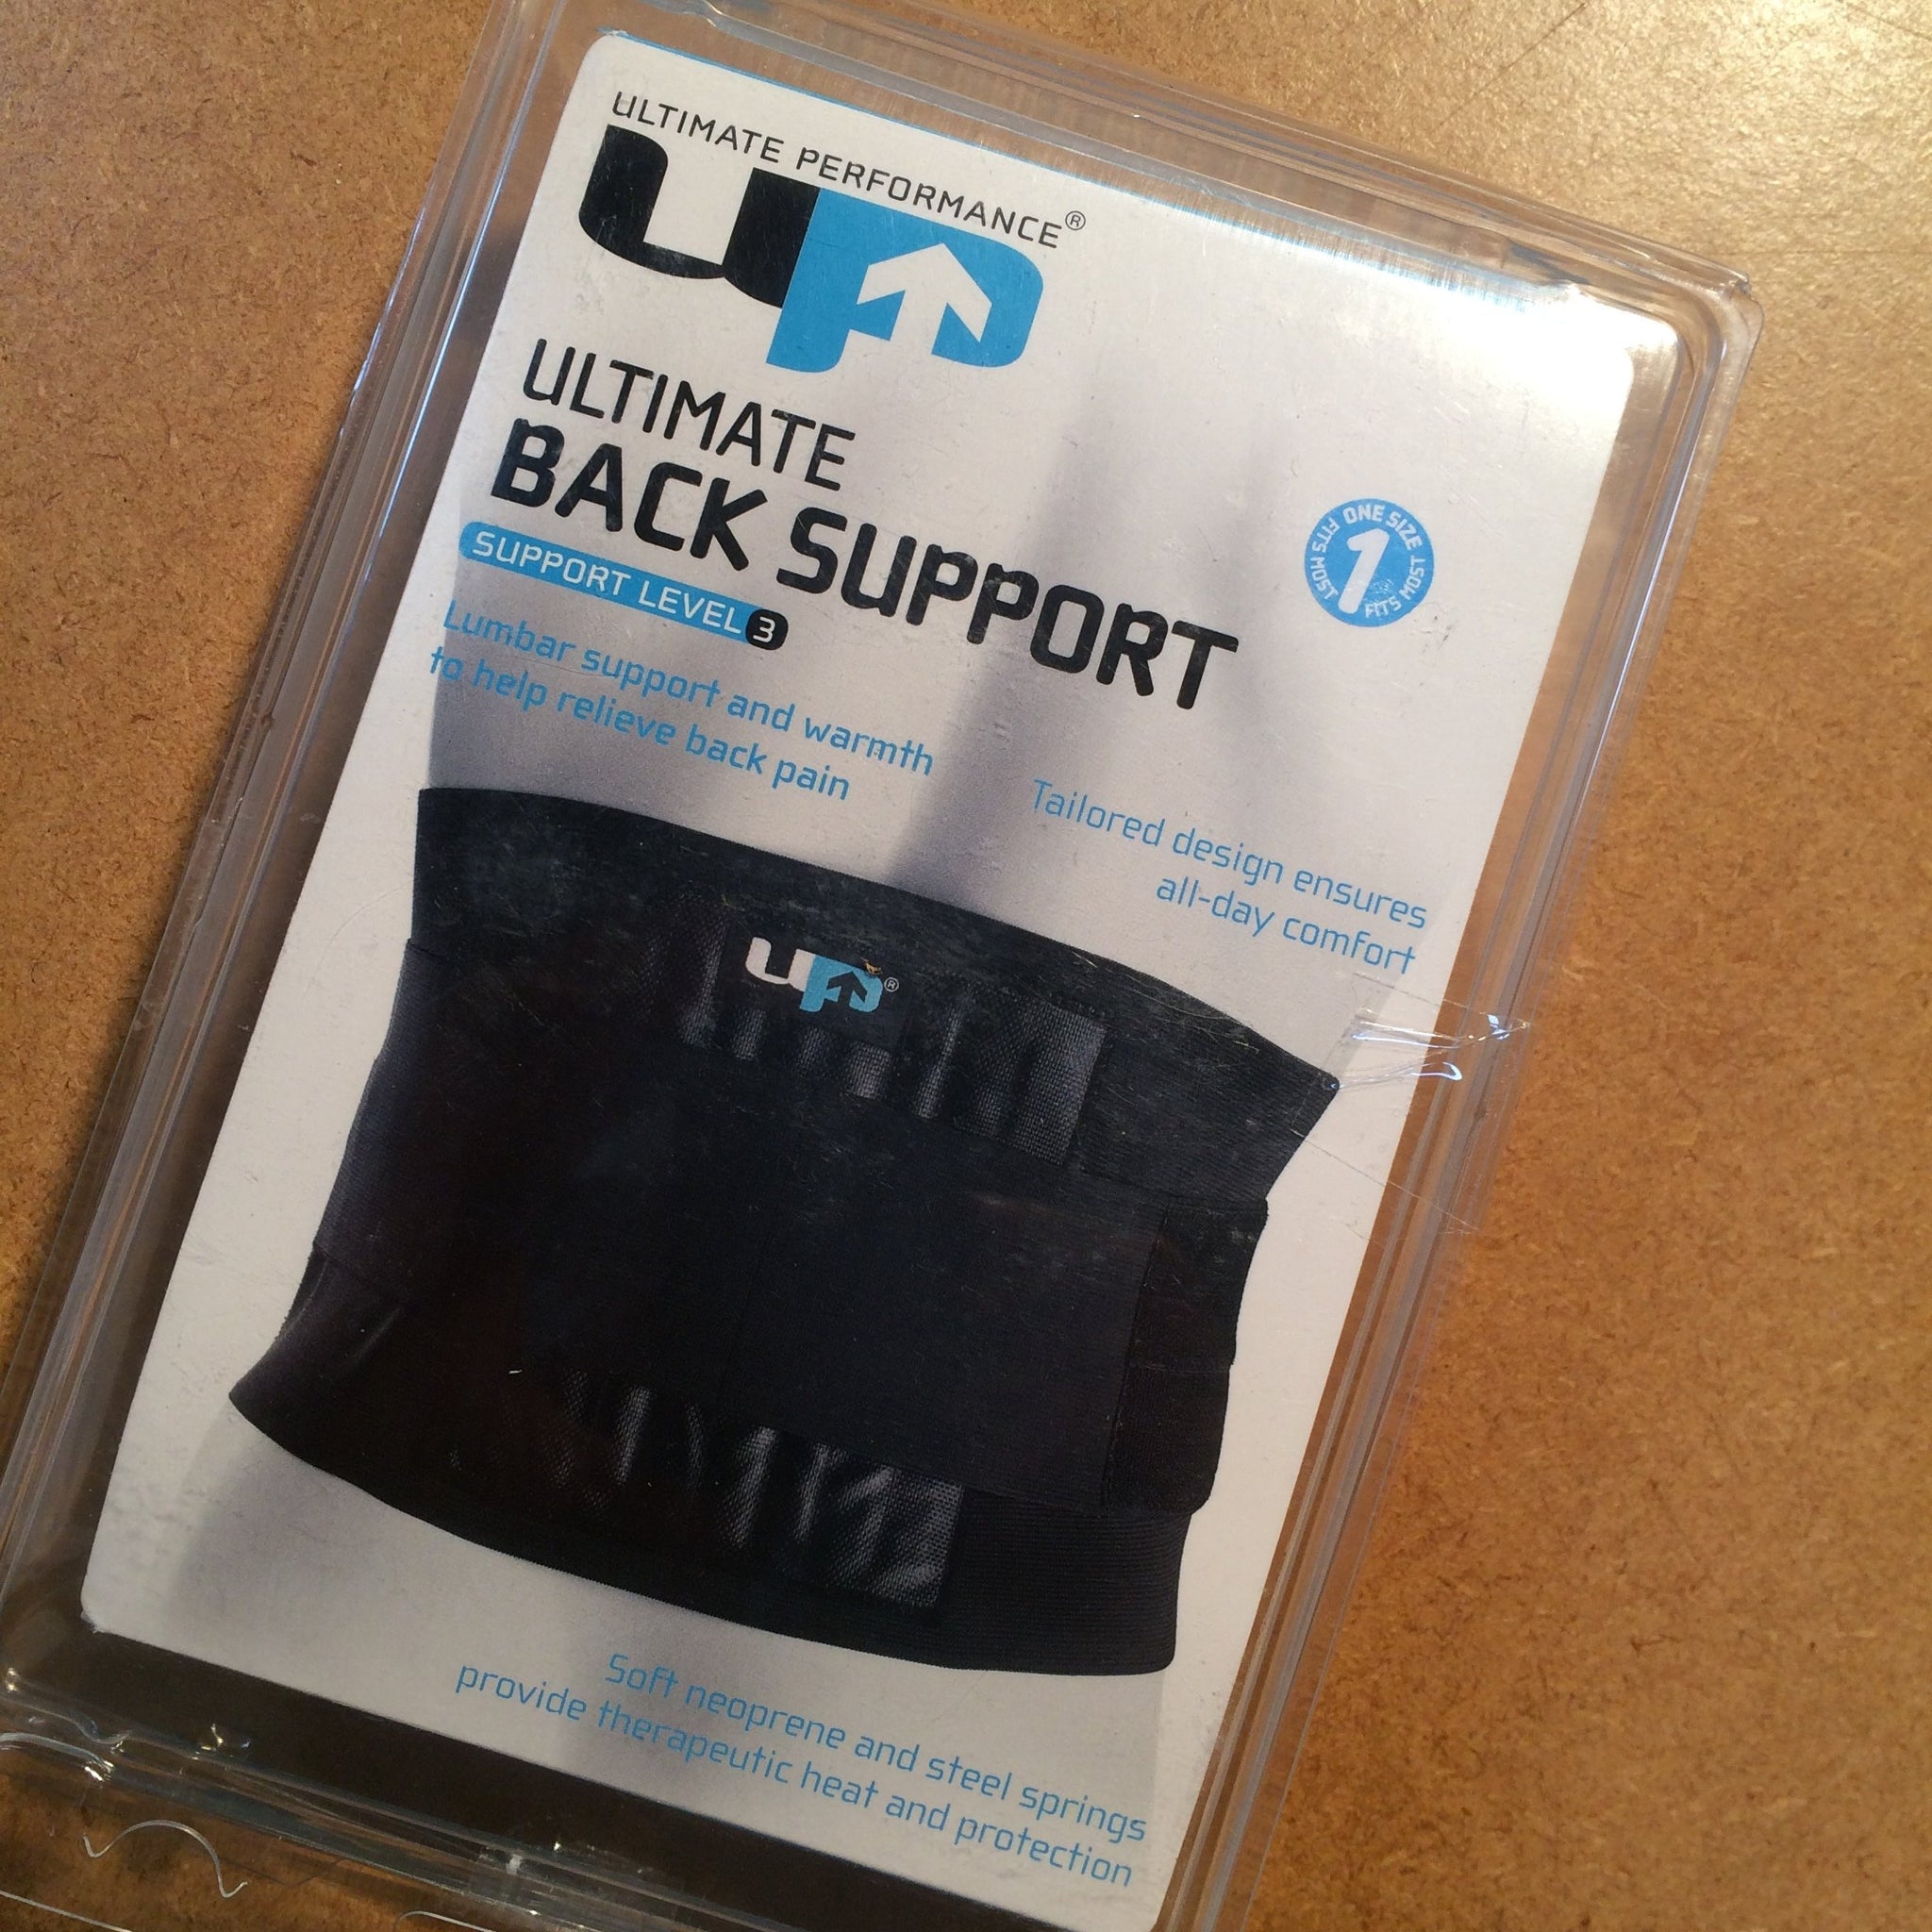 ULTIMATE PERFORMANCE®
up
ULTIMATE
BACK SUPPORT
SUPPORT LEVEL 3
ONE SIZE
FITS MOST
1
FITS MOST
Lumbar support and warmth
to help relieve back pain
Tailored design ensures
all-day comfort
up®
Soft neoprene and steel springs
provide therapeutic heat and protection